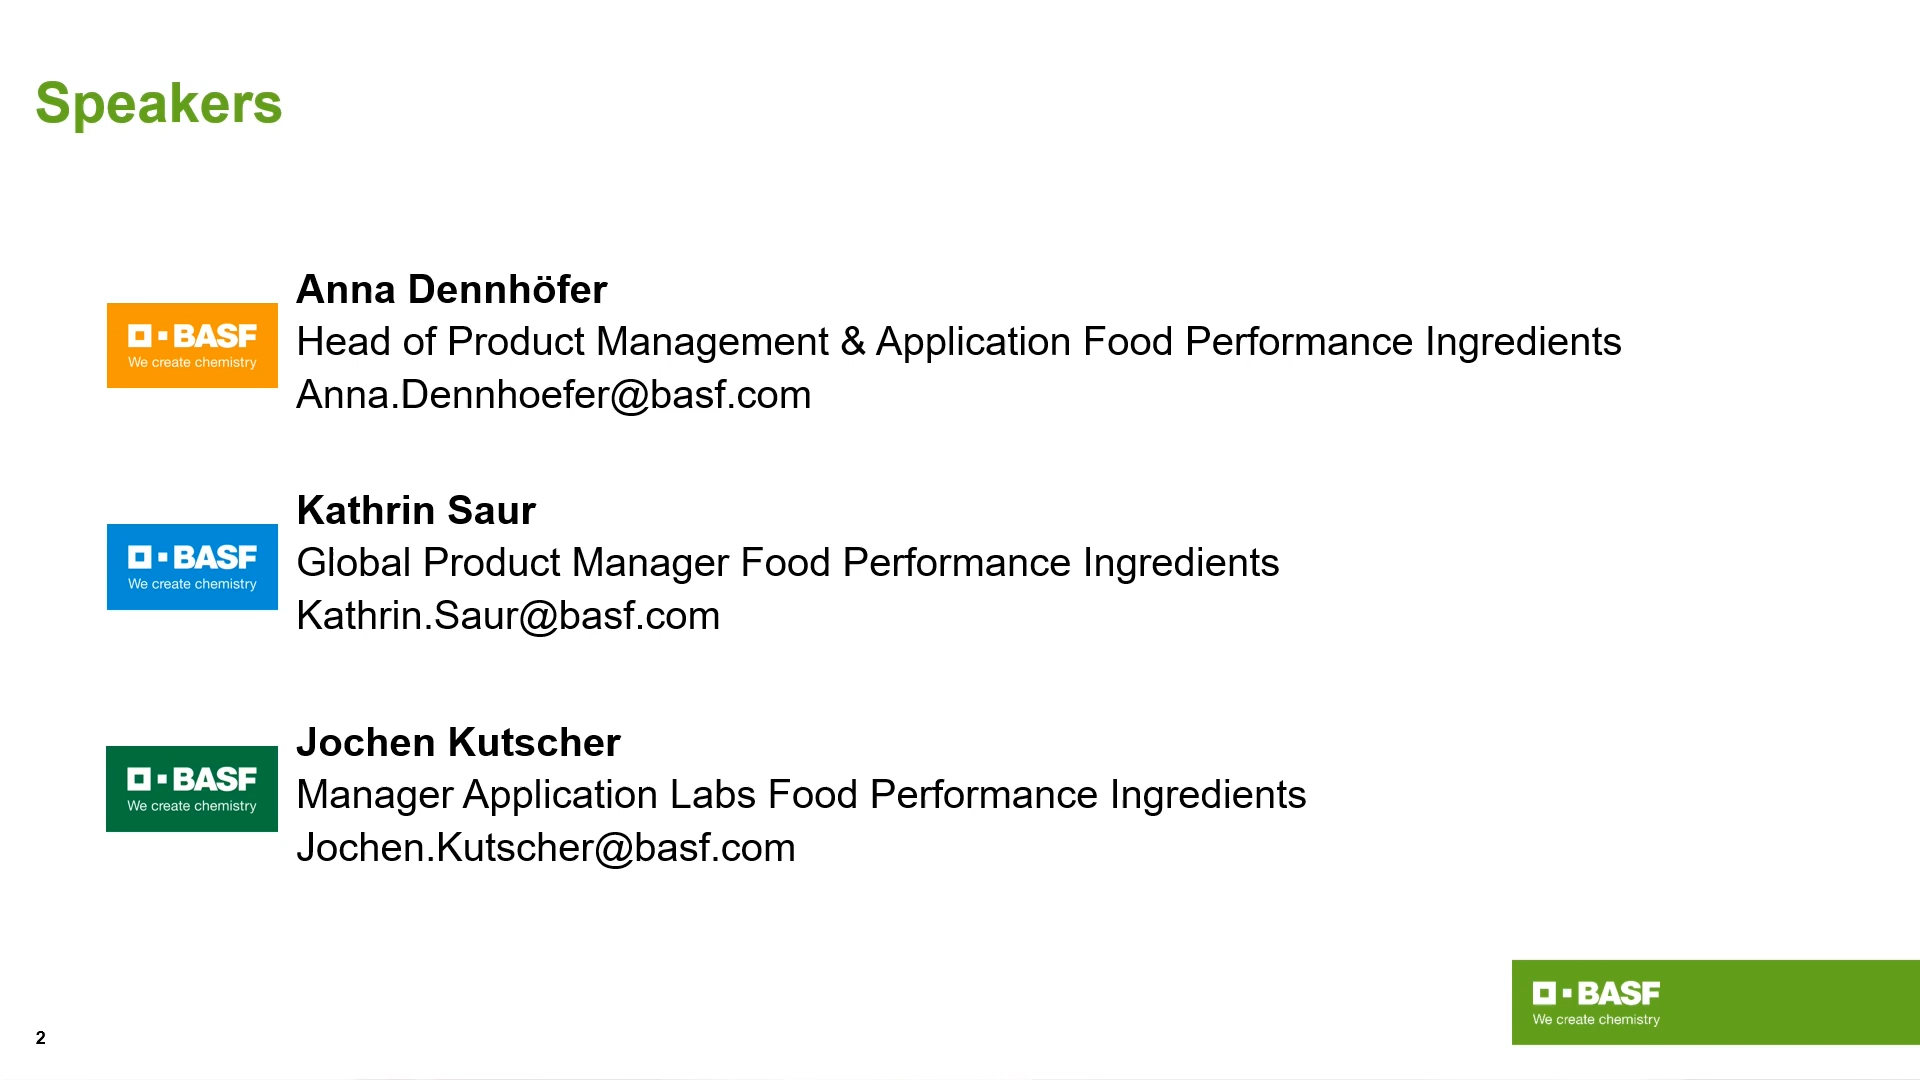 Speakers
BASF
We create chemistry
Anna Dennhöfer
Head of Product Management & Application Food Performance Ingredients
Anna.Dennhoefer@basf.com
BASF
We create chemistry
Kathrin Saur
Global Product Manager Food Performance Ingredients
Kathrin.Saur@basf.com
BASF
We create chemistry
Jochen Kutscher
Manager Application Labs Food Performance Ingredients
Jochen.Kutscher@basf.com
BASF
We create chemistry
2